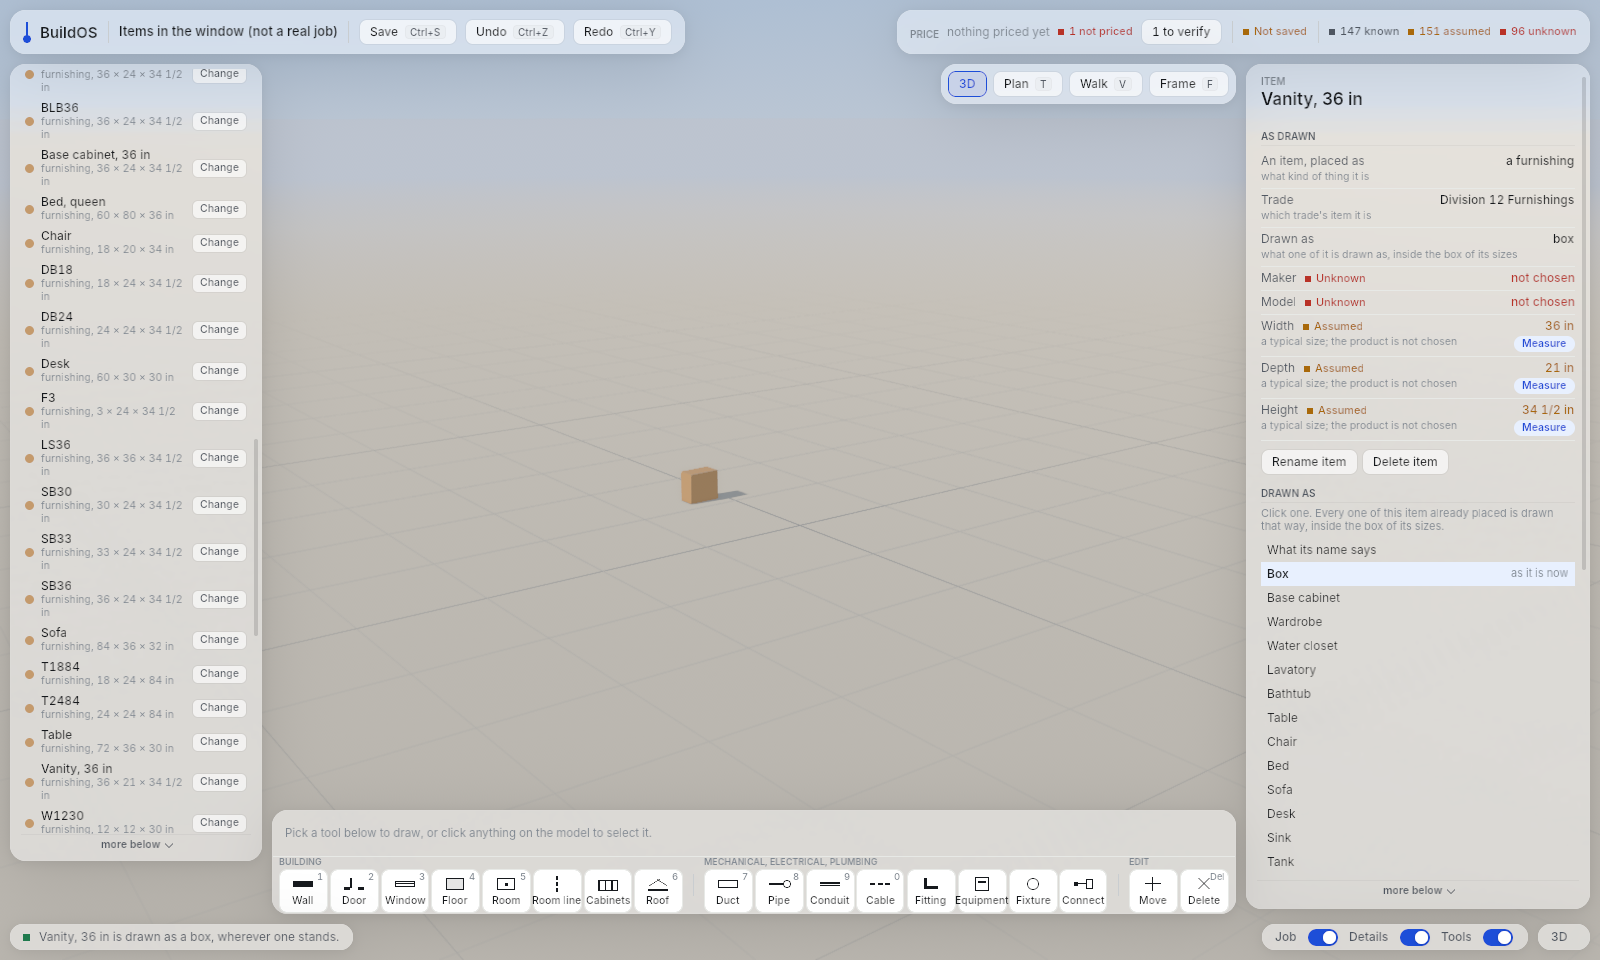 BuildOS
Items in the window (not a real job)
Save Ctrl+S
Undo Ctrl+Z
Redo Ctrl+Y
PRICE nothing priced yet
1 not priced
1 to verify
Not saved
147 known
151 assumed
96 unknown
furnishing, 36 × 24 × 34 1/2
in
Change
BLB36
furnishing, 36 × 24 × 34 1/2
in
Change
Base cabinet, 36 in
furnishing, 36 × 24 × 34 1/2
in
Change
Bed, queen
furnishing, 60 × 80 × 36 in
Change
Chair
furnishing, 18 × 20 × 34 in
Change
DB18
furnishing, 18 × 24 × 34 1/2
in
Change
DB24
furnishing, 24 × 24 × 34 1/2
in
Change
Desk
furnishing, 60 × 30 × 30 in
Change
F3
furnishing, 3 × 24 × 34 1/2
in
Change
LS36
furnishing, 36 × 36 × 34 1/2
in
Change
SB30
furnishing, 30 × 24 × 34 1/2
in
Change
SB33
furnishing, 33 × 24 × 34 1/2
in
Change
SB36
furnishing, 36 × 24 × 34 1/2
in
Change
Sofa
furnishing, 84 × 36 × 32 in
Change
T1884
furnishing, 18 × 24 × 84 in
Change
T2484
furnishing, 24 × 24 × 84 in
Change
Table
furnishing, 72 × 36 × 30 in
Change
Vanity, 36 in
furnishing, 36 × 21 × 34 1/2
in
Change
W1230
furnishing, 12 × 12 × 30 in
Change
more below
3D
Plan T
Walk V
Frame F
ITEM
Vanity, 36 in
AS DRAWN
An item, placed as a furnishing
what kind of thing it is
Trade Division 12 Furnishings
which trade's item it is
Drawn as box
what one of it is drawn as, inside the box of its sizes
Maker Unknown not chosen
Model Unknown not chosen
Width Assumed 36 in
a typical size; the product is not chosen Measure
Depth Assumed 21 in
a typical size; the product is not chosen Measure
Height Assumed 34 1/2 in
a typical size; the product is not chosen Measure
Rename item Delete item
DRAWN AS
Click one. Every one of this item already placed is drawn
that way, inside the box of its sizes.
What its name says
Box as it is now
Base cabinet
Wardrobe
Water closet
Lavatory
Bathtub
Table
Chair
Bed
Sofa
Desk
Sink
Tank
more below
Pick a tool below to draw, or click anything on the model to select it.
BUILDING
1 Wall
2 Door
3 Window
4 Floor
5 Room
Room line
Cabinets
6 Roof
MECHANICAL, ELECTRICAL, PLUMBING
7 Duct
8 Pipe
9 Conduit
0 Cable
Fitting
Equipment
Fixture
Connect
EDIT
Move
Del Delete
Vanity, 36 in is drawn as a box, wherever one stands.
Job
Details
Tools
3D